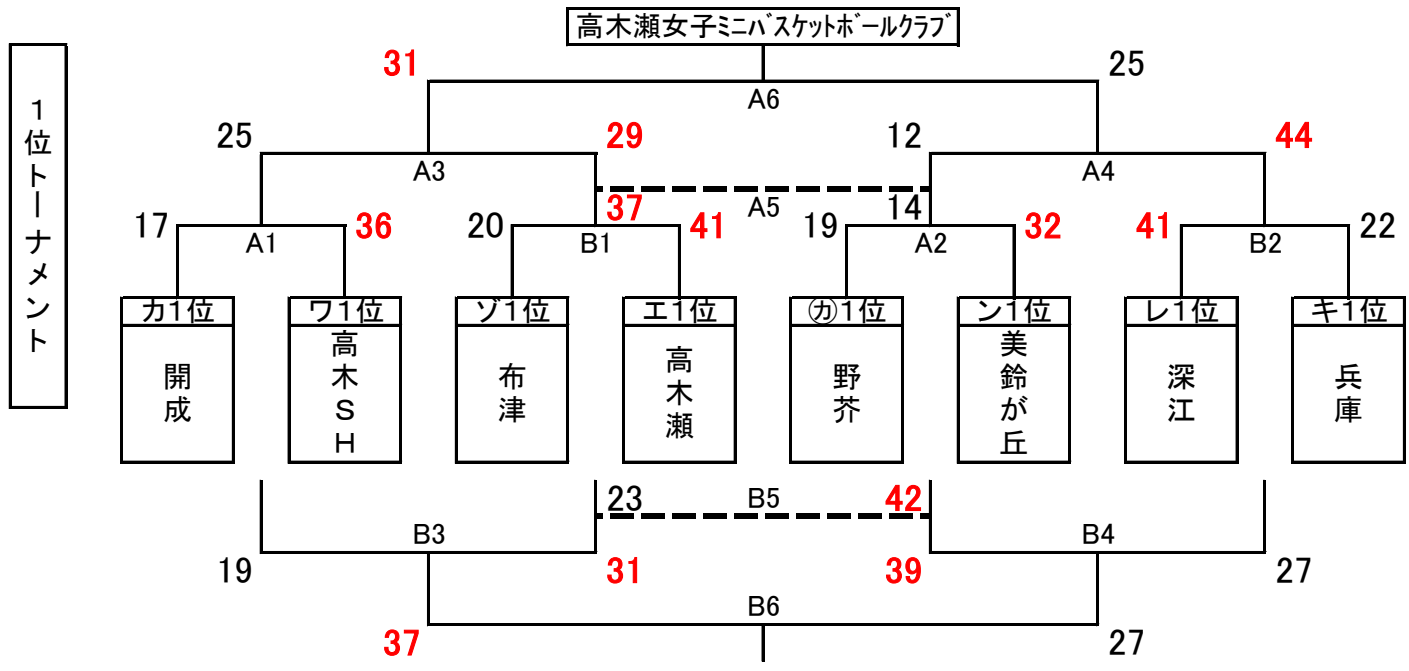 高木瀬女子ミニバスケットボールクラブ
1位トーナメント
31 25
A6
25 29 12 44
A3 A4
A5
37 14
17 36 20 41 19 32 41 22
A1 B1 A2 B2
カ1位 ワ1位 ゾ1位 エ1位 ㋕1位 ン1位 レ1位 キ1位
開成 高木SH 布津 高木瀬 野芥 美鈴が丘 深江 兵庫
23 B5 42
B3 B4
19 31 39 27
B6
37 27